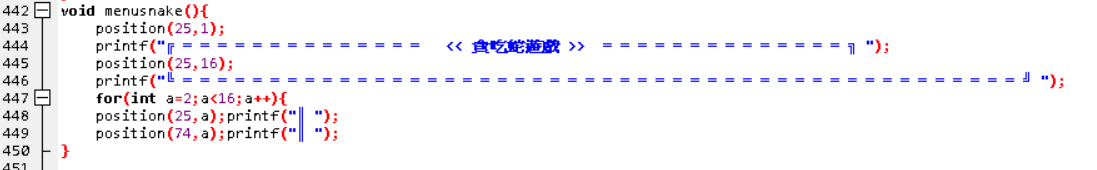 442 void menusnake(){
443 position(25,1);
444 printf("╔ = = = = = = = = = = = = = = << 貪吃蛇遊戲 >> = = = = = = = = = = = = = = ╗ ");
445 position(25,16);
446 printf("╚ = = = = = = = = = = = = = = = = = = = = = = = = = = = = = = = = = = = = = = = = = = = = = = = = ╝ ");
447 for(int a=2;a<16;a++){
448 position(25,a);printf("║ ");
449 position(74,a);printf("║ ");
450 }
451